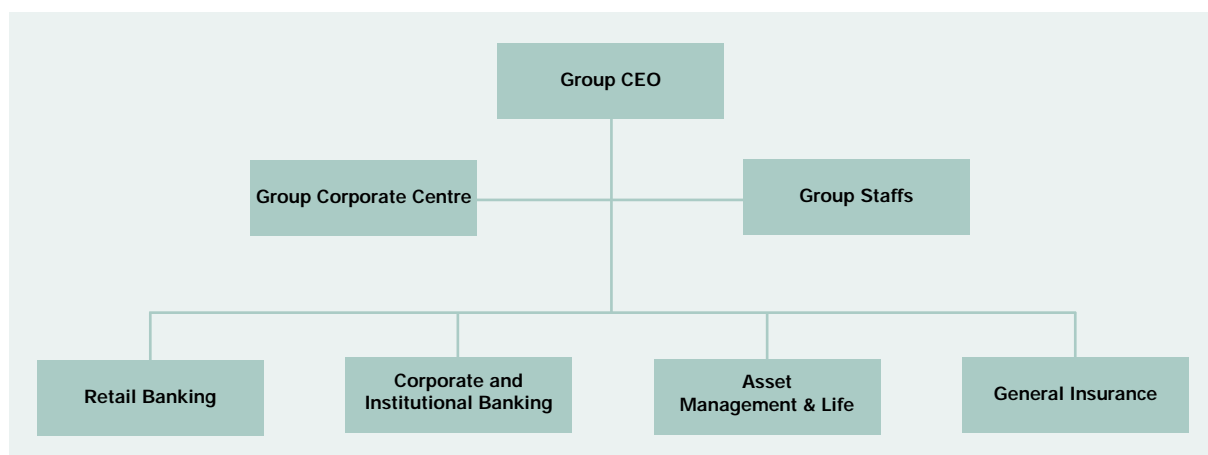 Group CEO
Group Corporate Centre
Group Staffs
Retail Banking
Corporate and
Institutional Banking
Asset
Management & Life
General Insurance